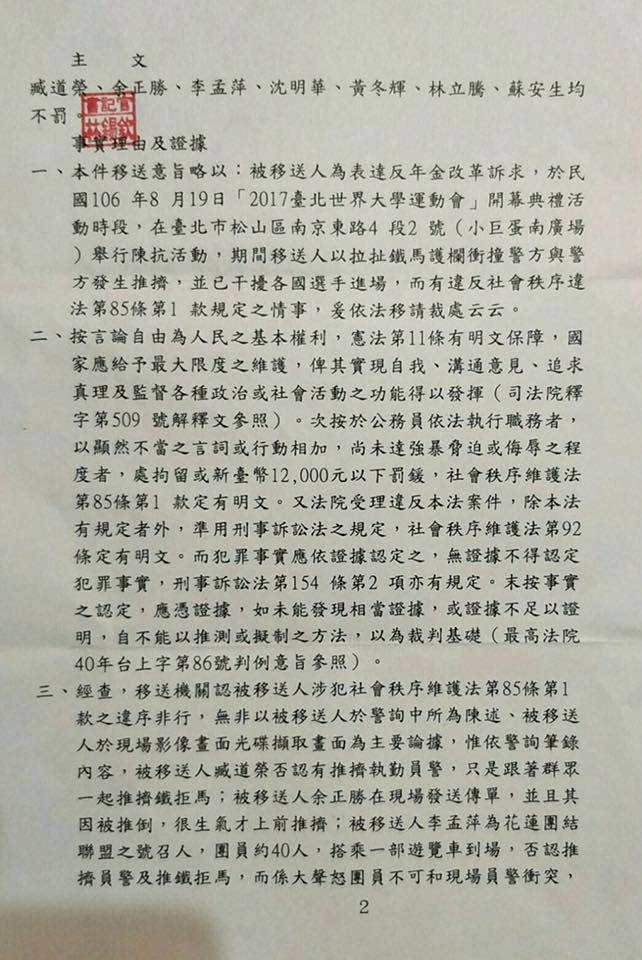 主　　文
臧道榮、余正勝、李孟萍、沈明華、黃冬輝、林立騰、蘇安生均
不罰。
事實理由及證據
一、本件移送意旨略以：被移送人為表達反年金改革訴求，於民
國106 年8 月19日「2017臺北世界大學運動會」開幕典禮活
動時段，在臺北市松山區南京東路4 段2 號（小巨蛋南廣場
）舉行陳抗活動，期間移送人以拉扯鐵馬護欄衝撞警方與警
方發生推擠，並已干擾各國選手進場，而有違反社會秩序違
法第85條第1 款規定之情事，爰依法移請裁處云云。
二、按言論自由為人民之基本權利，憲法第11條有明文保障，國
家應給予最大限度之維護，俾其實現自我、溝通意見、追求
真理及監督各種政治或社會活動之功能得以發揮（司法院釋
字第509 號解釋文參照）。次按於公務員依法執行職務者，
以顯然不當之言詞或行動相加，尚未達強暴脅迫或侮辱之程
度者，處拘留或新臺幣12,000元以下罰鍰，社會秩序維護法
第85條第1 款定有明文。又法院受理違反本法案件，除本法
有規定者外，準用刑事訴訟法之規定，社會秩序維護法第92
條定有明文。而犯罪事實應依證據認定之，無證據不得認定
犯罪事實，刑事訴訟法第154 條第2 項亦有規定。末按事實
之認定，應憑證據，如未能發現相當證據，或證據不足以證
明，自不能以推測或擬制之方法，以為裁判基礎（最高法院
40年台上字第86號判例意旨參照）。
三、經查，移送機關認被移送人涉犯社會秩序維護法第85條第1
款之違序非行，無非以被移送人於警詢中所為陳述、被移送
人於現場影像畫面光碟擷取畫面為主要論據，惟依警詢筆錄
內容，被移送人臧道榮否認有推擠執勤員警，只是跟著群眾
一起推擠鐵拒馬；被移送人余正勝在現場發送傳單，並且其
因被推倒，很生氣才上前推擠；被移送人李孟萍為花蓮團結
聯盟之號召人，團員約40人，搭乘一部遊覽車到場，否認推
擠員警及推鐵拒馬，而係大聲怒團員不可和現場員警衝突，
2